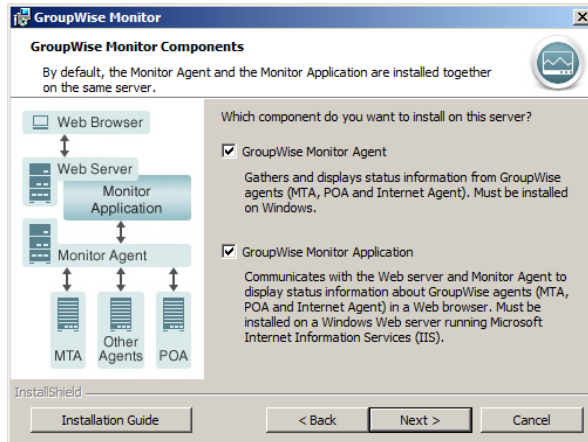 GroupWise Monitor
GroupWise Monitor Components
By default, the Monitor Agent and the Monitor Application are installed together
on the same server.
Web Browser
Web Server
Monitor
Application
Monitor Agent
MTA
Other
Agents
POA
Which component do you want to install on this server?
GroupWise Monitor Agent
Gathers and displays status information from GroupWise
agents (MTA, POA and Internet Agent). Must be installed
on Windows.
GroupWise Monitor Application
Communicates with the Web server and Monitor Agent to
display status information about GroupWise agents (MTA,
POA and Internet Agent) in a Web browser. Must be
installed on a Windows Web server running Microsoft
Internet Information Services (IIS).
InstallShield
Installation Guide
< Back
Next >
Cancel